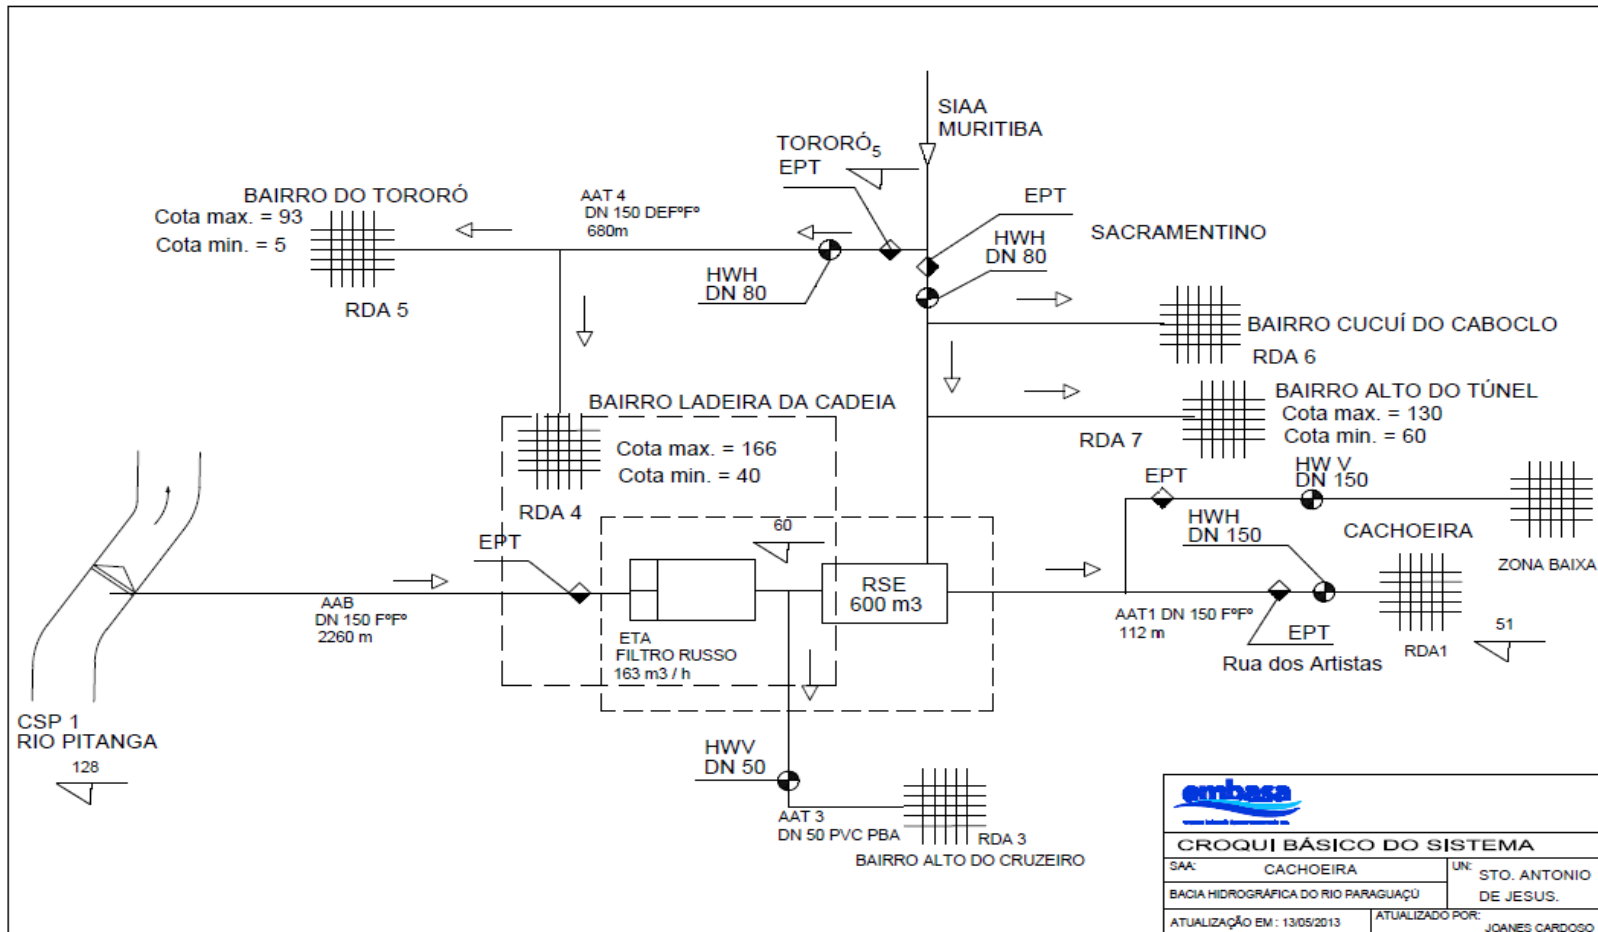 SIAA
MURITIBA
TORORÓ
5
EPT
EPT
SACRAMENTINO
BAIRRO DO TORORÓ
Cota max. = 93
Cota min. = 5
AAT 4
DN 150 DEFºFº
680m
HWH
DN 80
HWH
DN 80
RDA 5
BAIRRO CUCUÍ DO CABOCLO
RDA 6
BAIRRO LADEIRA DA CADEIA
Cota max. = 166
Cota min. = 40
RDA 4
BAIRRO ALTO DO TÚNEL
Cota max. = 130
Cota min. = 60
RDA 7
EPT
HW V
DN 150
HWH
DN 150
CACHOEIRA
ZONA BAIXA
EPT
60
RSE
600 m3
AAB
DN 150 FºFº
2260 m
ETA
FILTRO RUSSO
163 m3 / h
AAT1 DN 150 FºFº
112 m
EPT
Rua dos Artistas
RDA1
51
CSP 1
RIO PITANGA
128
HWV
DN 50
AAT 3
DN 50 PVC PBA
RDA 3
BAIRRO ALTO DO CRUZEIRO
embasa
CROQUI BÁSICO DO SISTEMA
SAA: CACHOEIRA
UN: STO. ANTONIO
DE JESUS.
BACIA HIDROGRÁFICA DO RIO PARAGUAÇÙ
ATUALIZAÇÃO EM : 13/05/2013
ATUALIZADO POR:
JOANES CARDOSO